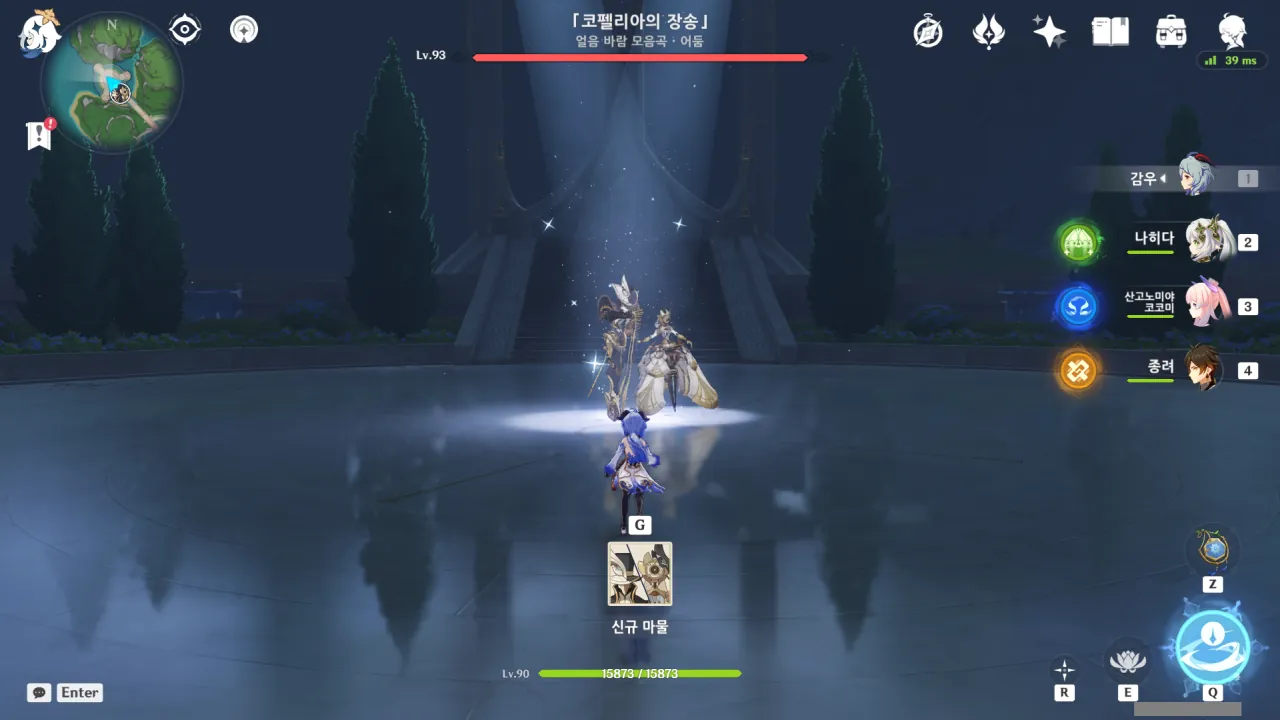 N
「코펠리아의 장송」
얼음 바람 모음곡 · 어둠
Lv.93
39 ms
감우
1
나히다
2
산고노미야
코코미
3
종려
4
G
신규 마물
Z
Lv.90
15873 / 15873
Enter
R
E
Q